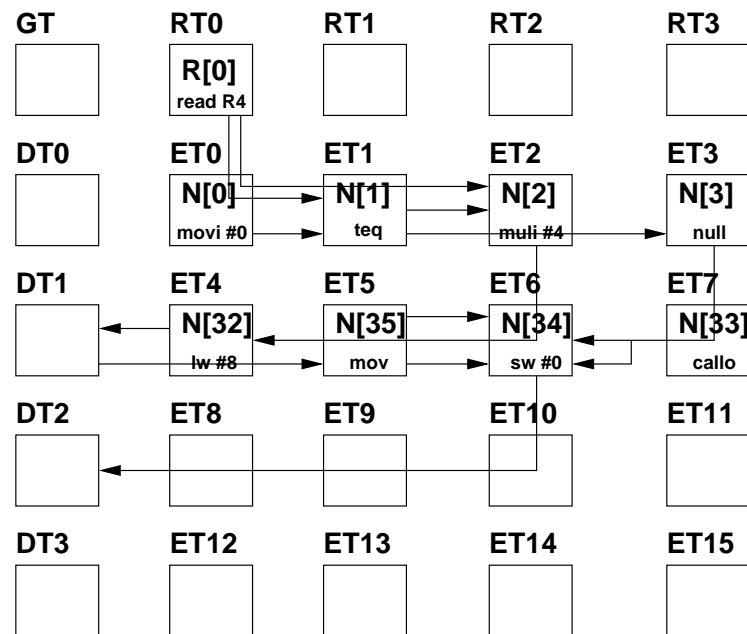 GT RT0 RT1 RT2 RT3
R[0]
read R4
DT0 ET0 ET1 ET2 ET3
N[0] N[1] N[2] N[3]
movi #0 teq muli #4 null
DT1 ET4 ET5 ET6 ET7
N[32] N[35] N[34] N[33]
lw #8 mov sw #0 callo
DT2 ET8 ET9 ET10 ET11
DT3 ET12 ET13 ET14 ET15